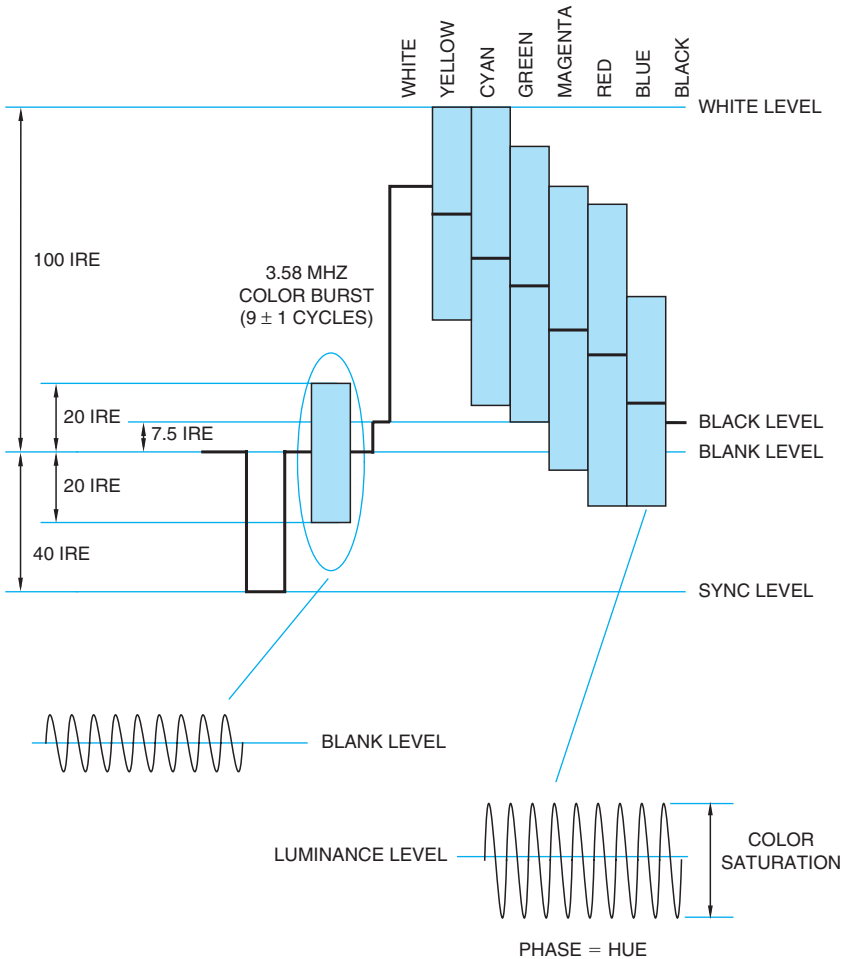 WHITE
YELLOW
CYAN
GREEN
MAGENTA
RED
BLUE
BLACK
WHITE LEVEL
100 IRE
3.58 MHZ
COLOR BURST
(9 ± 1 CYCLES)
20 IRE
7.5 IRE
BLACK LEVEL
BLANK LEVEL
20 IRE
40 IRE
SYNC LEVEL
BLANK LEVEL
LUMINANCE LEVEL
COLOR
SATURATION
PHASE = HUE